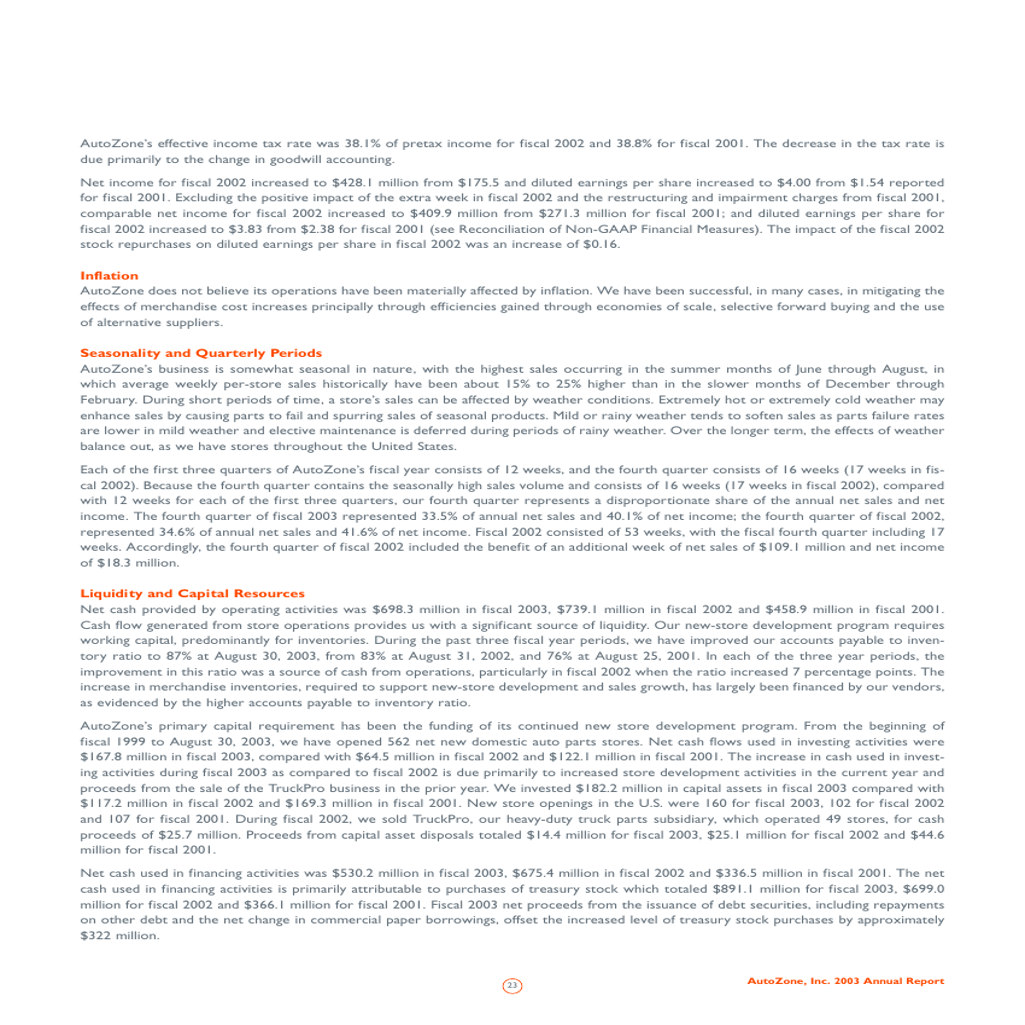 AutoZone's effective income tax rate was 38.1% of pretax income for fiscal 2002 and 38.8% for fiscal 2001. The decrease in the tax rate is
due primarily to the change in goodwill accounting.
Net income for fiscal 2002 increased to $428.1 million from $175.5 and diluted earnings per share increased to $4.00 from $1.54 reported
for fiscal 2001. Excluding the positive impact of the extra week in fiscal 2002 and the restructuring and impairment charges from fiscal 2001,
comparable net income for fiscal 2002 increased to $409.9 million from $271.3 million for fiscal 2001; and diluted earnings per share for
fiscal 2002 increased to $3.83 from $2.38 for fiscal 2001 (see Reconciliation of Non-GAAP Financial Measures). The impact of the fiscal 2002
stock repurchases on diluted earnings per share in fiscal 2002 was an increase of $0.16.
Inflation
AutoZone does not believe its operations have been materially affected by inflation. We have been successful, in many cases, in mitigating the
effects of merchandise cost increases principally through efficiencies gained through economies of scale, selective forward buying and the use
of alternative suppliers.
Seasonality and Quarterly Periods
AutoZone's business is somewhat seasonal in nature, with the highest sales occurring in the summer months of June through August, in
which average weekly per-store sales historically have been about 15% to 25% higher than in the slower months of December through
February. During short periods of time, a store's sales can be affected by weather conditions. Extremely hot or extremely cold weather may
enhance sales by causing parts to fail and spurring sales of seasonal products. Mild or rainy weather tends to soften sales as parts failure rates
are lower in mild weather and elective maintenance is deferred during periods of rainy weather. Over the longer term, the effects of weather
balance out, as we have stores throughout the United States.
Each of the first three quarters of AutoZone's fiscal year consists of 12 weeks, and the fourth quarter consists of 16 weeks (17 weeks in fis-
cal 2002). Because the fourth quarter contains the seasonally high sales volume and consists of 16 weeks (17 weeks in fiscal 2002), compared
with 12 weeks for each of the first three quarters, our fourth quarter represents a disproportionate share of the annual net sales and net
income. The fourth quarter of fiscal 2003 represented 33.5% of annual net sales and 40.1% of net income; the fourth quarter of fiscal 2002,
represented 34.6% of annual net sales and 41.6% of net income. Fiscal 2002 consisted of 53 weeks, with the fiscal fourth quarter including 17
weeks. Accordingly, the fourth quarter of fiscal 2002 included the benefit of an additional week of net sales of $109.1 million and net income
of $18.3 million.
Liquidity and Capital Resources
Net cash provided by operating activities was $698.3 million in fiscal 2003, $739.1 million in fiscal 2002 and $458.9 million in fiscal 2001.
Cash flow generated from store operations provides us with a significant source of liquidity. Our new-store development program requires
working capital, predominantly for inventories. During the past three fiscal year periods, we have improved our accounts payable to inven-
tory ratio to 87% at August 30, 2003, from 83% at August 31, 2002, and 76% at August 25, 2001. In each of the three year periods, the
improvement in this ratio was a source of cash from operations, particularly in fiscal 2002 when the ratio increased 7 percentage points. The
increase in merchandise inventories, required to support new-store development and sales growth, has largely been financed by our vendors,
as evidenced by the higher accounts payable to inventory ratio.
AutoZone's primary capital requirement has been the funding of its continued new store development program. From the beginning of
fiscal 1999 to August 30, 2003, we have opened 562 net new domestic auto parts stores. Net cash flows used in investing activities were
$167.8 million in fiscal 2003, compared with $64.5 million in fiscal 2002 and $122.1 million in fiscal 2001. The increase in cash used in invest-
ing activities during fiscal 2003 as compared to fiscal 2002 is due primarily to increased store development activities in the current year and
proceeds from the sale of the TruckPro business in the prior year. We invested $182.2 million in capital assets in fiscal 2003 compared with
$117.2 million in fiscal 2002 and $169.3 million in fiscal 2001. New store openings in the U.S. were 160 for fiscal 2003, 102 for fiscal 2002
and 107 for fiscal 2001. During fiscal 2002, we sold TruckPro, our heavy-duty truck parts subsidiary, which operated 49 stores, for cash
proceeds of $25.7 million. Proceeds from capital asset disposals totaled $14.4 million for fiscal 2003, $25.1 million for fiscal 2002 and $44.6
million for fiscal 2001.
Net cash used in financing activities was $530.2 million in fiscal 2003, $675.4 million in fiscal 2002 and $336.5 million in fiscal 2001. The net
cash used in financing activities is primarily attributable to purchases of treasury stock which totaled $891.1 million for fiscal 2003, $699.0
million for fiscal 2002 and $366.1 million for fiscal 2001. Fiscal 2003 net proceeds from the issuance of debt securities, including repayments
on other debt and the net change in commercial paper borrowings, offset the increased level of treasury stock purchases by approximately
$322 million.
23
AutoZone, Inc. 2003 Annual Report